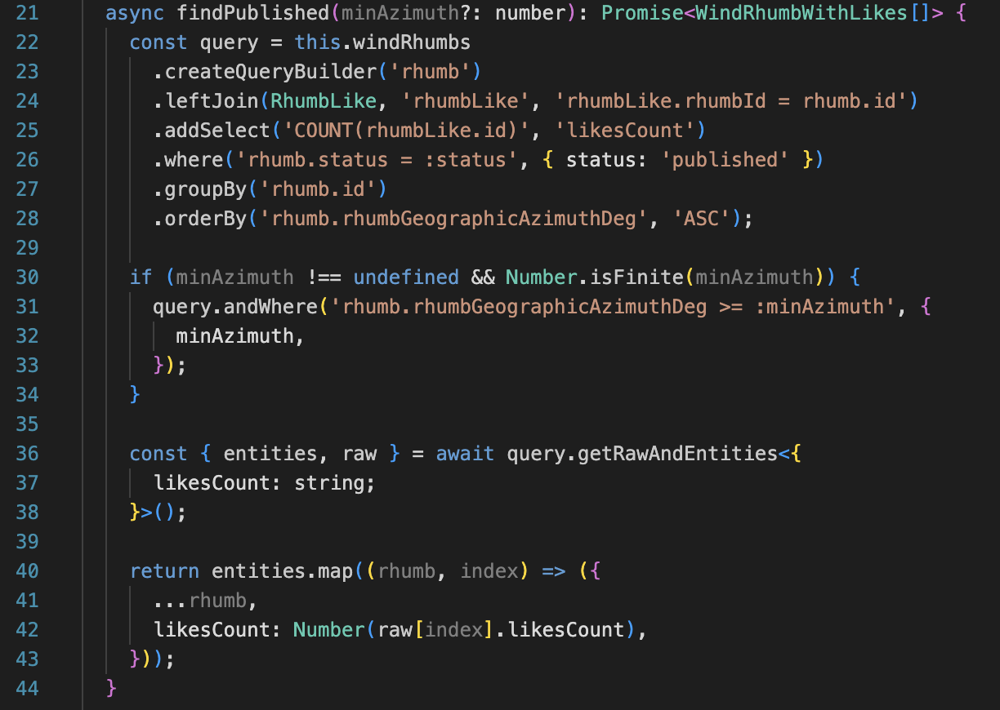 21 async findPublished(minAzimuth?: number): Promise<WindRhumbWithLikes[]> {
22 const query = this.windRhumbs
23 .createQueryBuilder('rhumb')
24 .leftJoin(RhumbLike, 'rhumbLike', 'rhumbLike.rhumbId = rhumb.id')
25 .addSelect('COUNT(rhumbLike.id)', 'likesCount')
26 .where('rhumb.status = :status', { status: 'published' })
27 .groupBy('rhumb.id')
28 .orderBy('rhumb.rhumbGeographicAzimuthDeg', 'ASC');
29
30 if (minAzimuth !== undefined && Number.isFinite(minAzimuth)) {
31 query.andWhere('rhumb.rhumbGeographicAzimuthDeg >= :minAzimuth', {
32 minAzimuth,
33 });
34 }
35
36 const { entities, raw } = await query.getRawAndEntities<{
37 likesCount: string;
38 }>();
39
40 return entities.map((rhumb, index) => ({
41 ...rhumb,
42 likesCount: Number(raw[index].likesCount),
43 }));
44 }